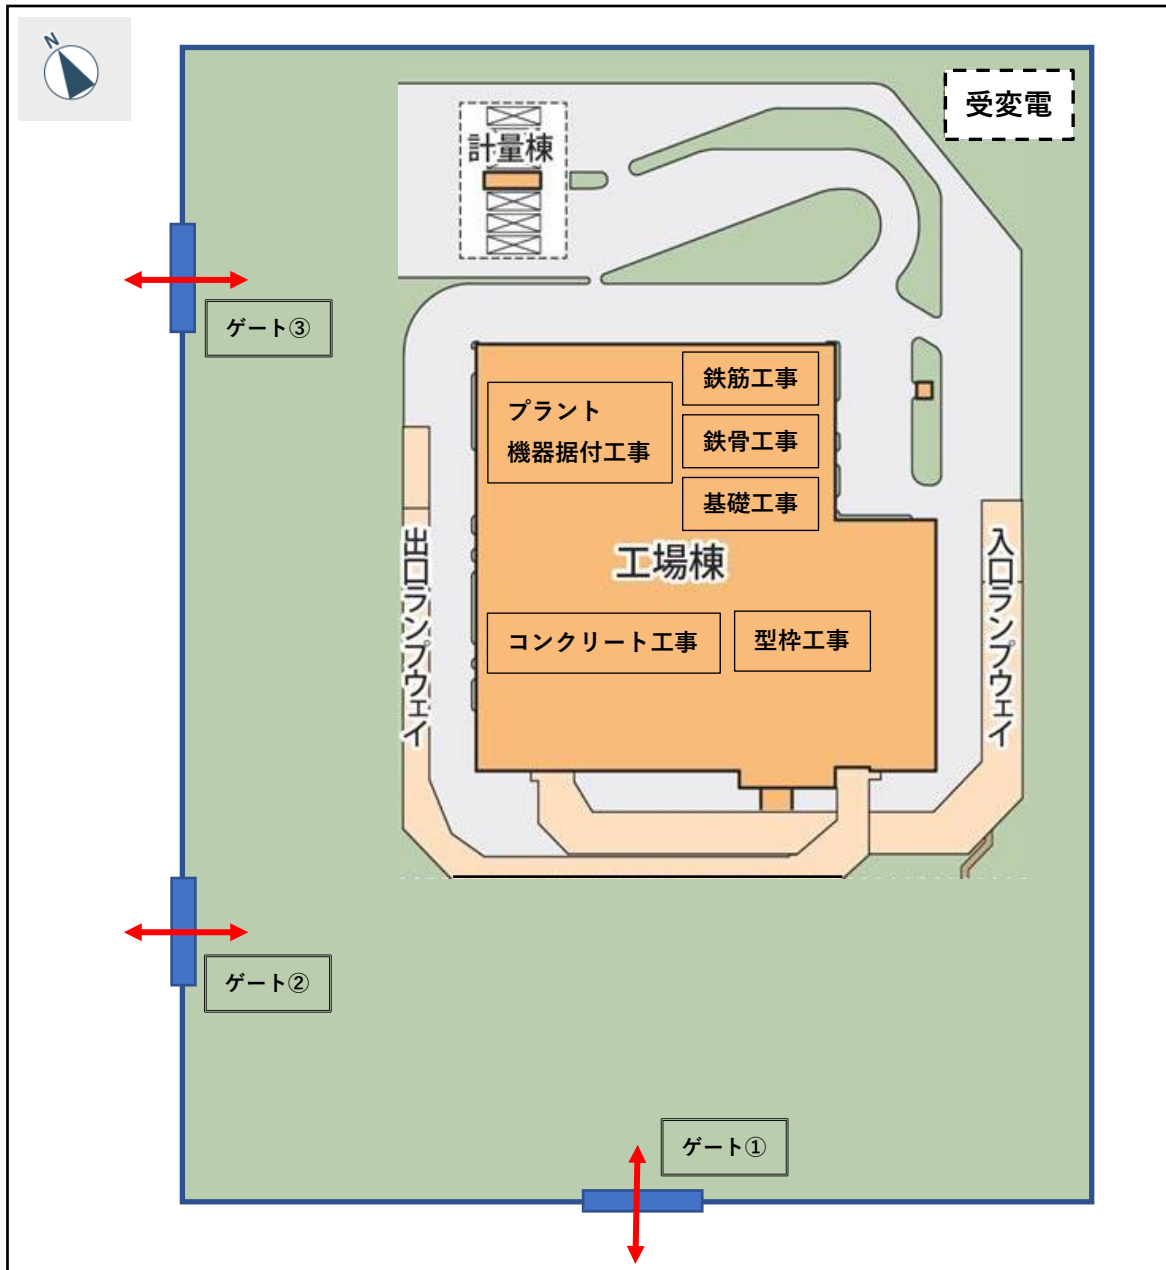 N
受変電
計量棟
ゲート③
鉄筋工事
プラント
機器据付工事
鉄骨工事
基礎工事
工場棟
出口ランプウェイ
入口ランプウェイ
コンクリート工事
型枠工事
ゲート②
ゲート①